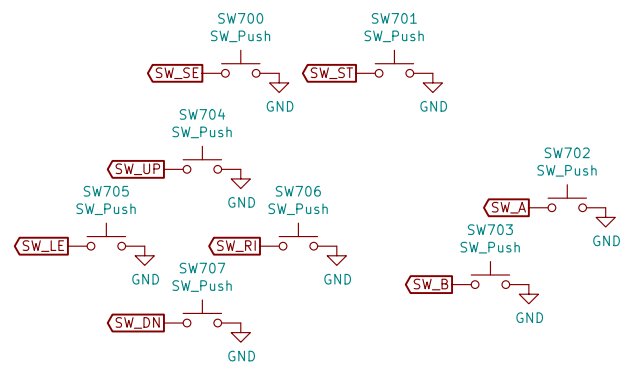 SW700
SW_Push
SW_SE
GND
SW701
SW_Push
SW_ST
GND
SW704
SW_Push
SW_UP
GND
SW705
SW_Push
SW_LE
GND
SW706
SW_Push
SW_RI
GND
SW707
SW_Push
SW_DN
GND
SW702
SW_Push
SW_A
GND
SW703
SW_Push
SW_B
GND